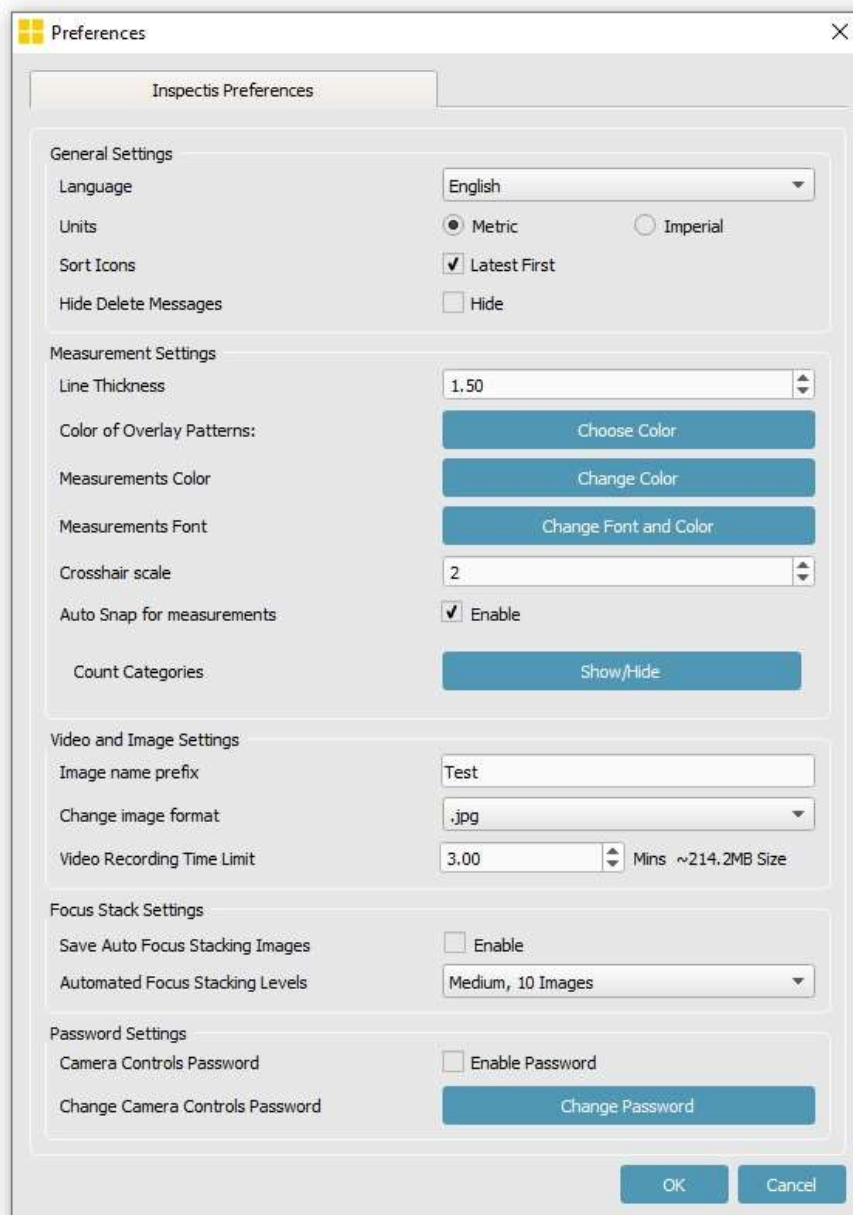 Preferences
Inspectis Preferences
General Settings
Language English
Units Metric Imperial
Sort Icons Latest First
Hide Delete Messages Hide
Measurement Settings
Line Thickness 1.50
Color of Overlay Patterns: Choose Color
Measurements Color Change Color
Measurements Font Change Font and Color
Crosshair scale 2
Auto Snap for measurements Enable
Count Categories Show/Hide
Video and Image Settings
Image name prefix Test
Change image format .jpg
Video Recording Time Limit 3.00 Mins ~214.2MB Size
Focus Stack Settings
Save Auto Focus Stacking Images Enable
Automated Focus Stacking Levels Medium, 10 Images
Password Settings
Camera Controls Password Enable Password
Change Camera Controls Password Change Password
OK Cancel